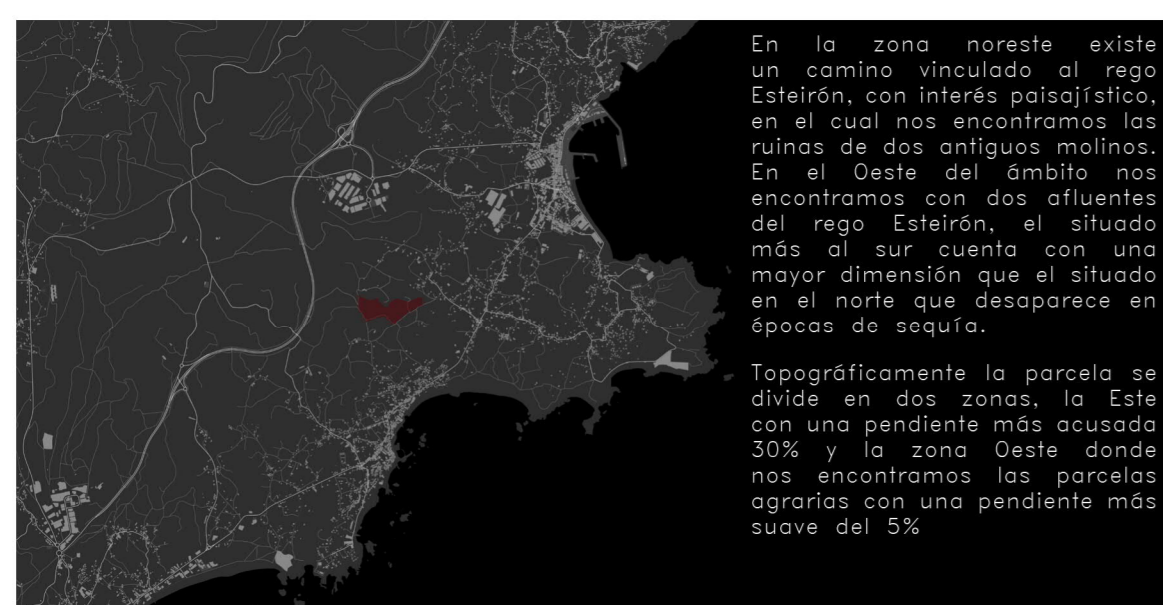 En la zona noreste existe
un camino vinculado al rego
Esteirón, con interés paisajístico,
en el cual nos encontramos las
ruinas de dos antiguos molinos.
En el Oeste del ámbito nos
encontramos con dos afluentes
del rego Esteirón, el situado
más al sur cuenta con una
mayor dimensión que el situado
en el norte que desaparece en
épocas de sequía.
Topográficamente la parcela se
divide en dos zonas, la Este
con una pendiente más acusada
30% y la zona Oeste donde
nos encontramos las parcelas
agrarias con una pendiente más
suave del 5%